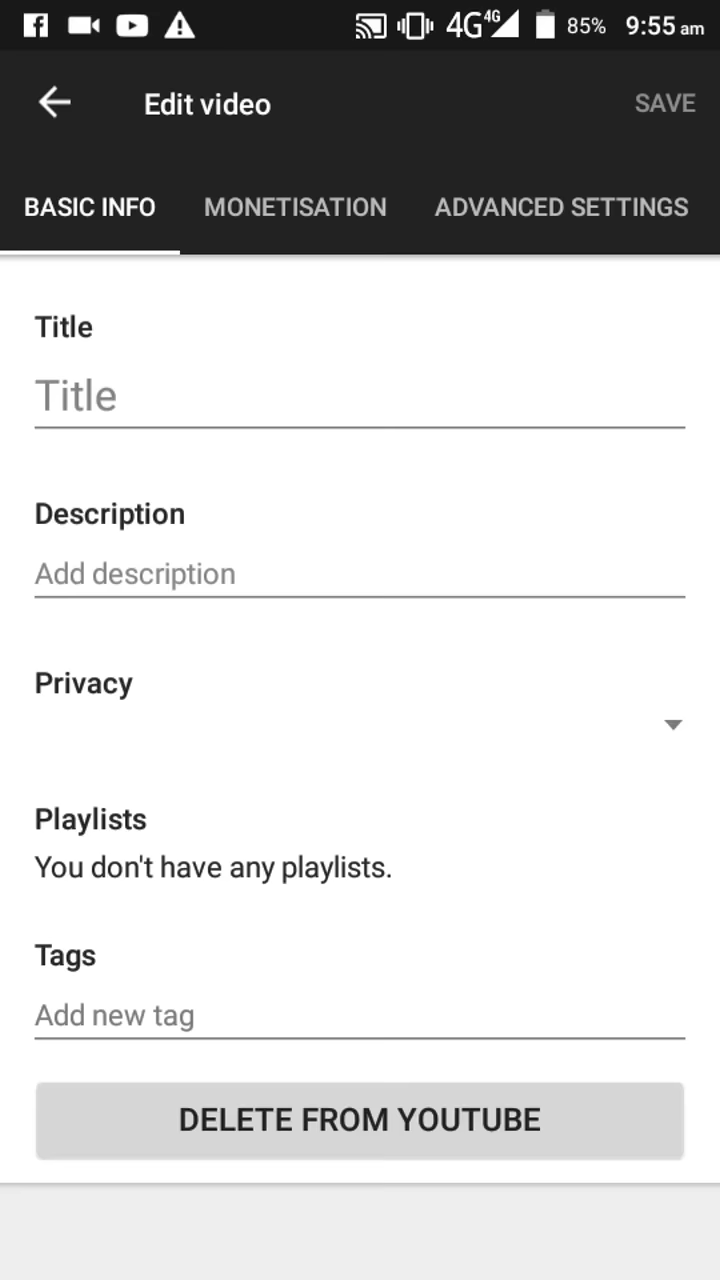 4G 4G 85% 9:55 am
Edit video SAVE
BASIC INFO MONETISATION ADVANCED SETTINGS
Title
Title
Description
Add description
Privacy
Playlists
You don't have any playlists.
Tags
Add new tag
DELETE FROM YOUTUBE